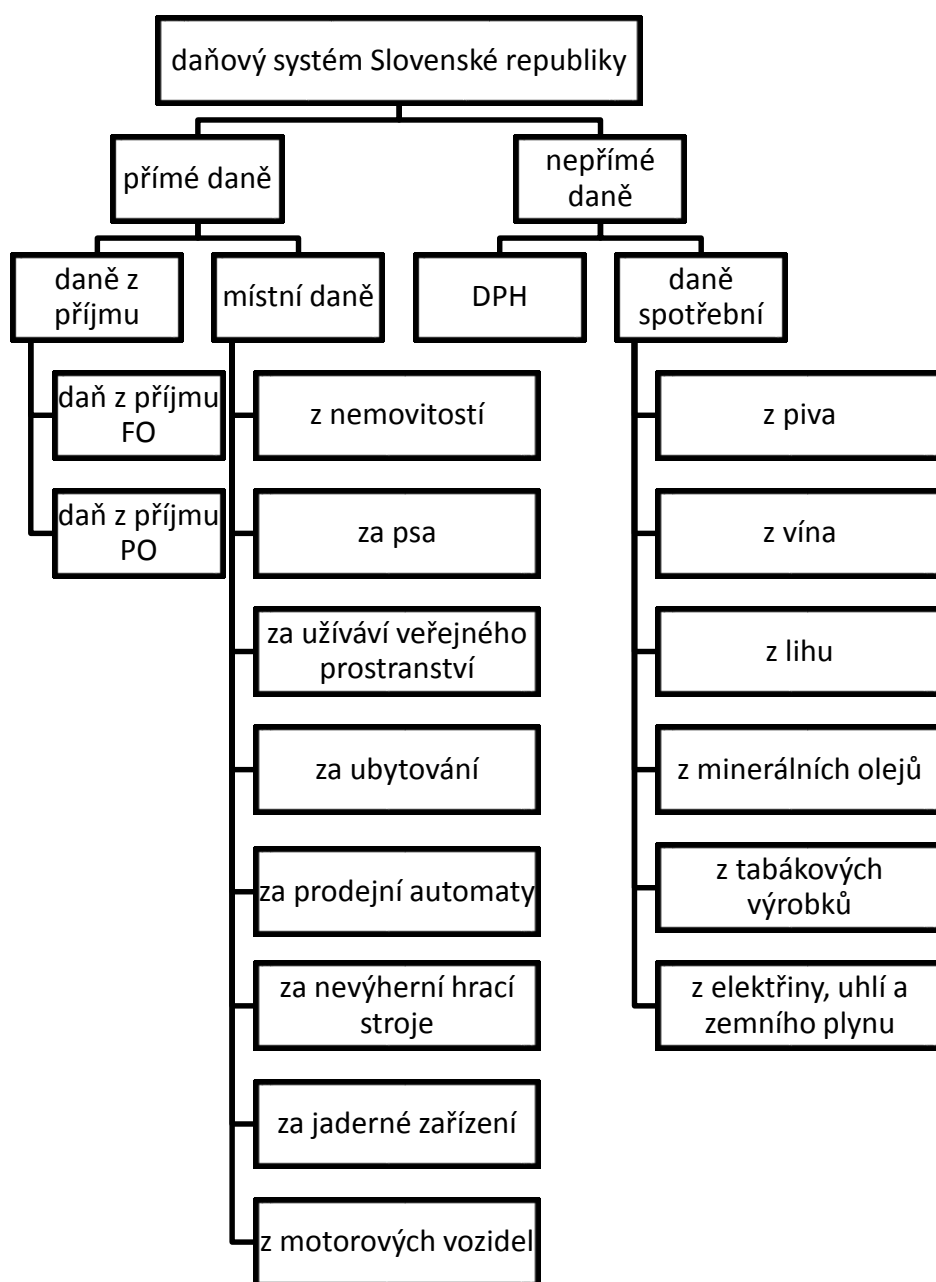 daňový systém Slovenské republiky
přímé daně
nepřímé
daně
daně z
příjmu
místní daně
DPH
daně
spotřební
daň z příjmu
FO
daň z příjmu
PO
z nemovitostí
za psa
za užíváví veřejného
prostranství
za ubytování
za prodejní automaty
za nevýherní hrací
stroje
za jaderné zařízení
z motorových vozidel
z piva
z vína
z lihu
z minerálních olejů
z tabákových
výrobků
z elektřiny, uhlí a
zemního plynu